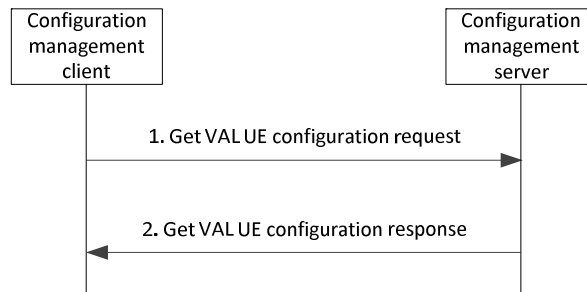 Configuration
management
client
Configuration
management
server
1. Get VAL UE configuration request
2. Get VAL UE configuration response